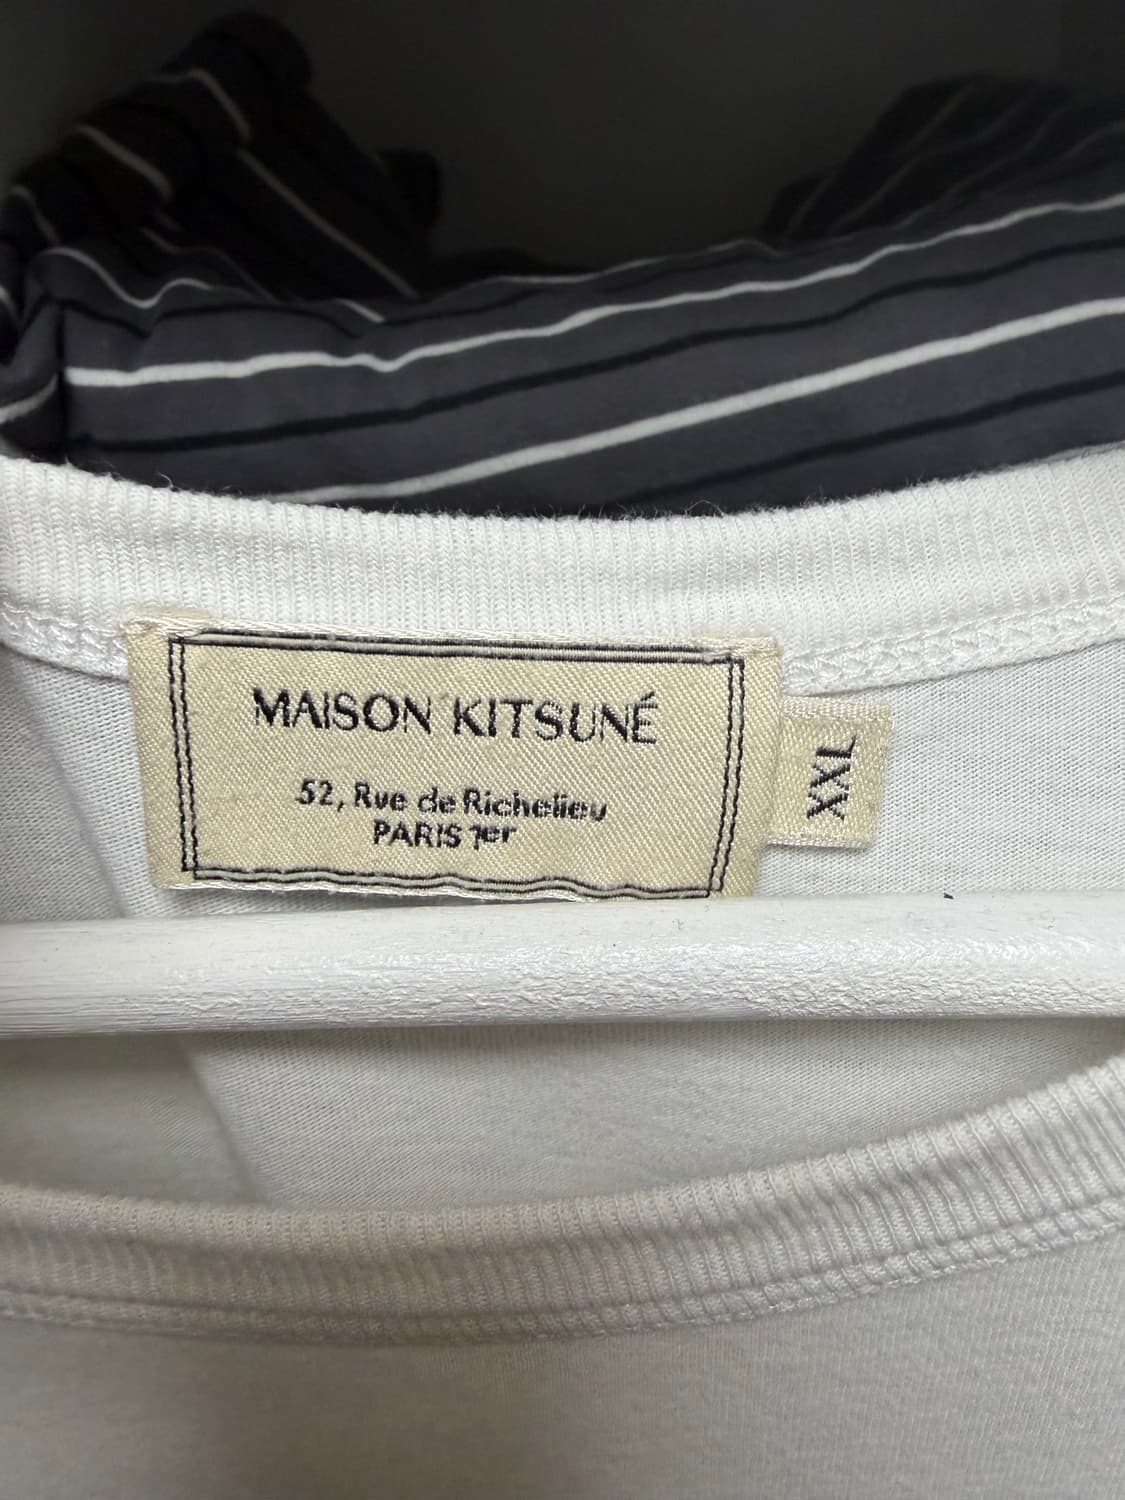 MAISON KITSUNÉ
52, Rue de Richelieu
PARIS 1er
XXL